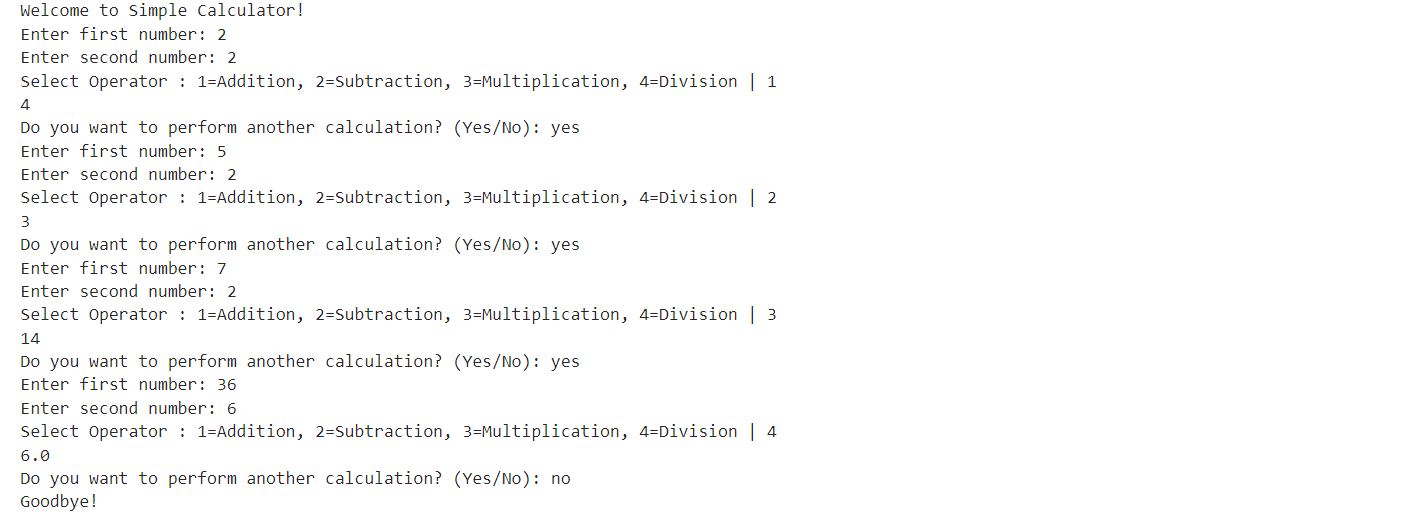 Welcome to Simple Calculator!
Enter first number: 2
Enter second number: 2
Select Operator : 1=Addition, 2=Subtraction, 3=Multiplication, 4=Division | 1
4
Do you want to perform another calculation? (Yes/No): yes
Enter first number: 5
Enter second number: 2
Select Operator : 1=Addition, 2=Subtraction, 3=Multiplication, 4=Division | 2
3
Do you want to perform another calculation? (Yes/No): yes
Enter first number: 7
Enter second number: 2
Select Operator : 1=Addition, 2=Subtraction, 3=Multiplication, 4=Division | 3
14
Do you want to perform another calculation? (Yes/No): yes
Enter first number: 36
Enter second number: 6
Select Operator : 1=Addition, 2=Subtraction, 3=Multiplication, 4=Division | 4
6.0
Do you want to perform another calculation? (Yes/No): no
Goodbye!